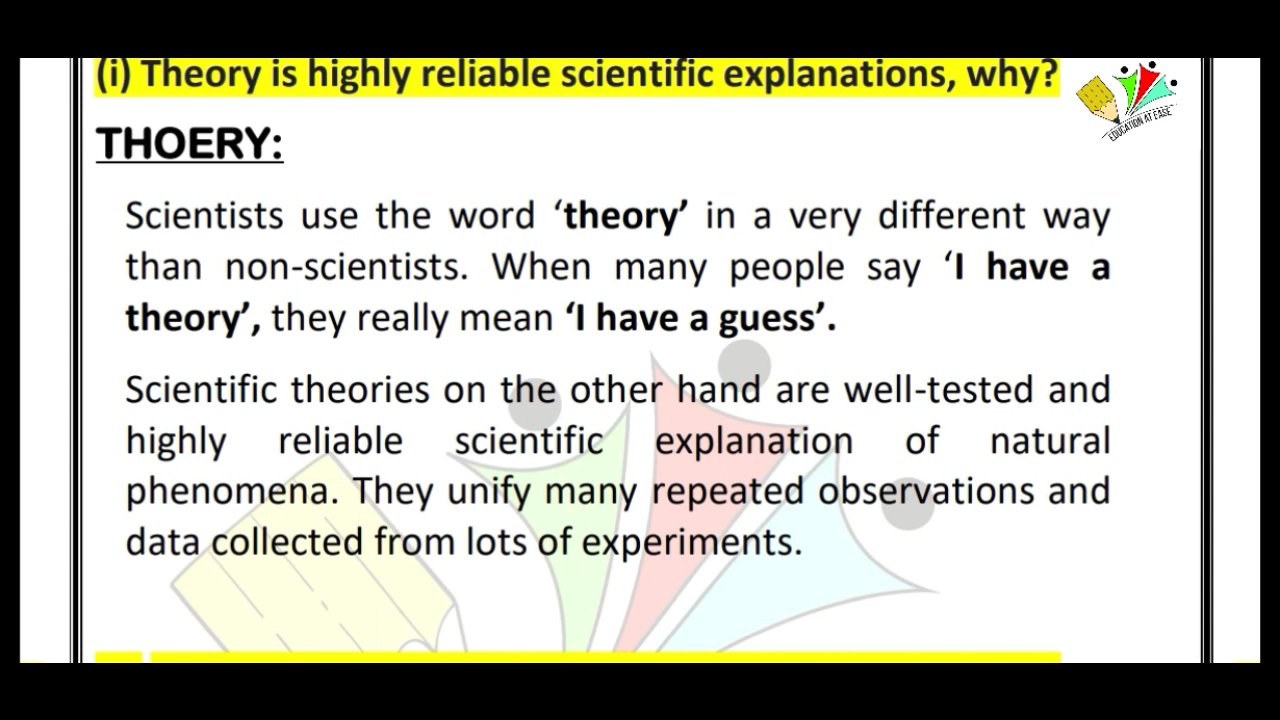 (i) Theory is highly reliable scientific explanations, why?
EDUCATION AT EASE
THOERY:
Scientists use the word ‘theory’ in a very different way
than non-scientists. When many people say ‘I have a
theory’, they really mean ‘I have a guess’.
Scientific theories on the other hand are well-tested and
highly reliable scientific explanation of natural
phenomena. They unify many repeated observations and
data collected from lots of experiments.